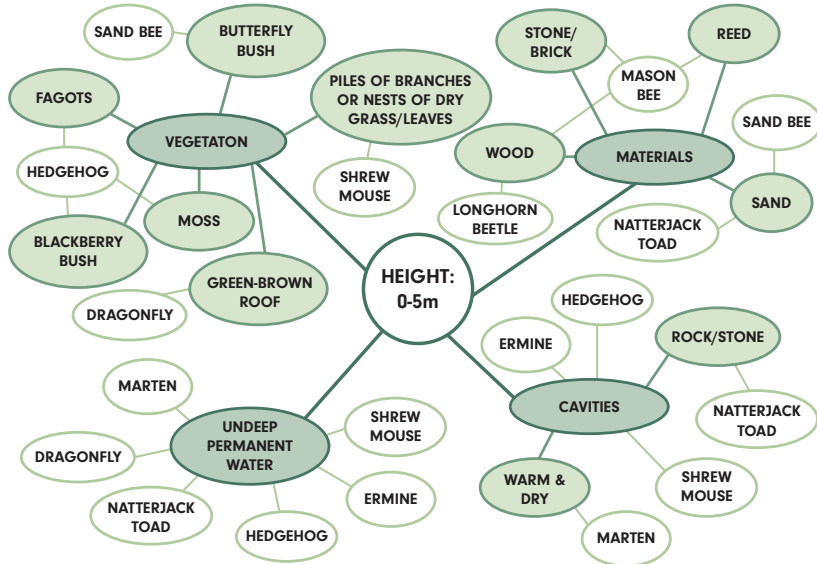 SAND BEE
BUTTERFLY
BUSH
FAGOTS
PILES OF BRANCHES
OR NESTS OF DRY
GRASS/LEAVES
VEGETATON
HEDGEHOG
SHREW
MOUSE
MOSS
BLACKBERRY
BUSH
GREEN-BROWN
ROOF
DRAGONFLY
STONE/
BRICK
REED
MASON
BEE
SAND BEE
WOOD
MATERIALS
LONGHORN
BEETLE
SAND
NATTERJACK
TOAD
HEIGHT:
0-5m
MARTEN
UNDEEP
PERMANENT
WATER
SHREW
MOUSE
DRAGONFLY
ERMINE
NATTERJACK
TOAD
HEDGEHOG
HEDGEHOG
ERMINE
ROCK/STONE
CAVITIES
NATTERJACK
TOAD
WARM &
DRY
SHREW
MOUSE
MARTEN